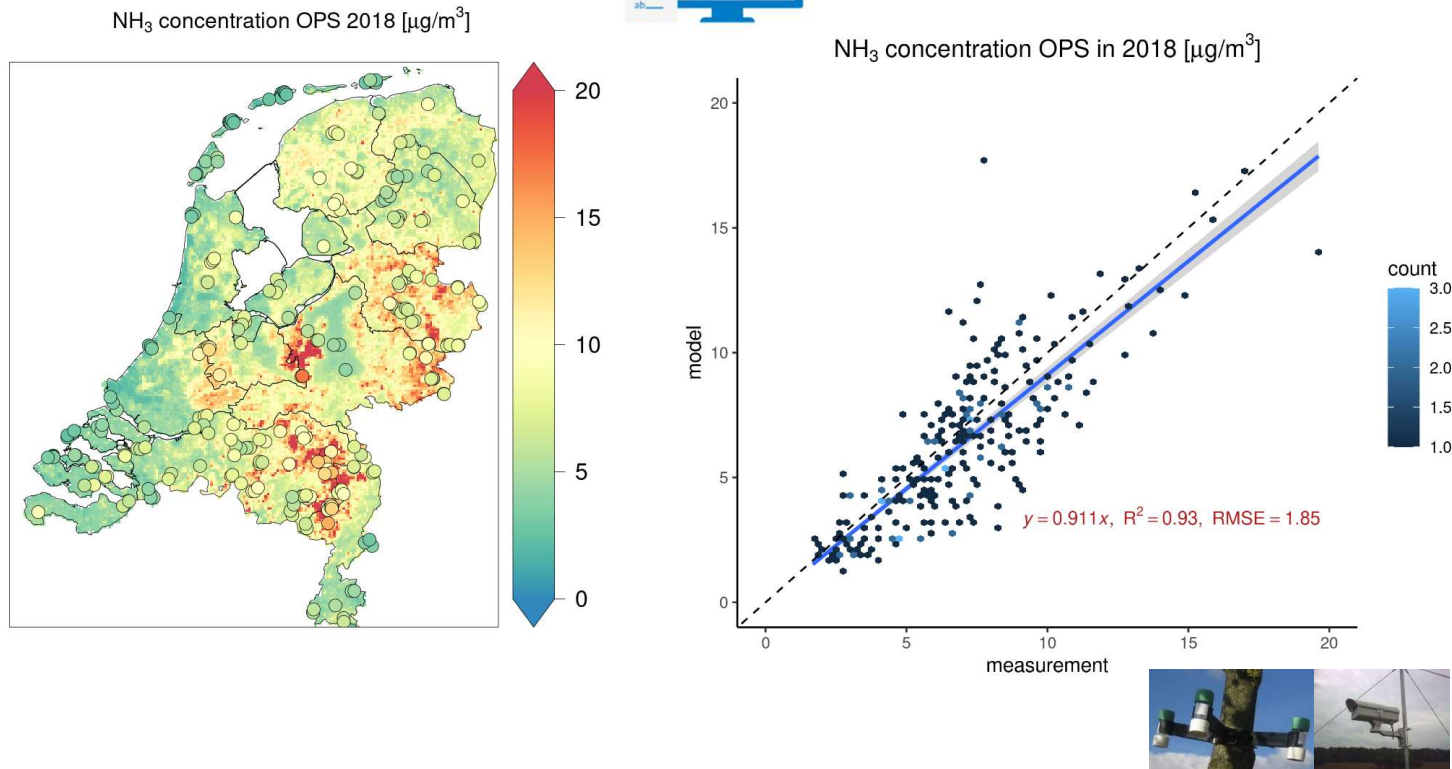 ab
NH₃ concentration OPS 2018 [µg/m³]
20
15
10
5
0
NH₃ concentration OPS in 2018 [µg/m³]
20
15
10
5
0
model
0 5 10 15 20
measurement
y = 0.911x, R² = 0.93, RMSE = 1.85
count
3.0
2.5
2.0
1.5
1.0